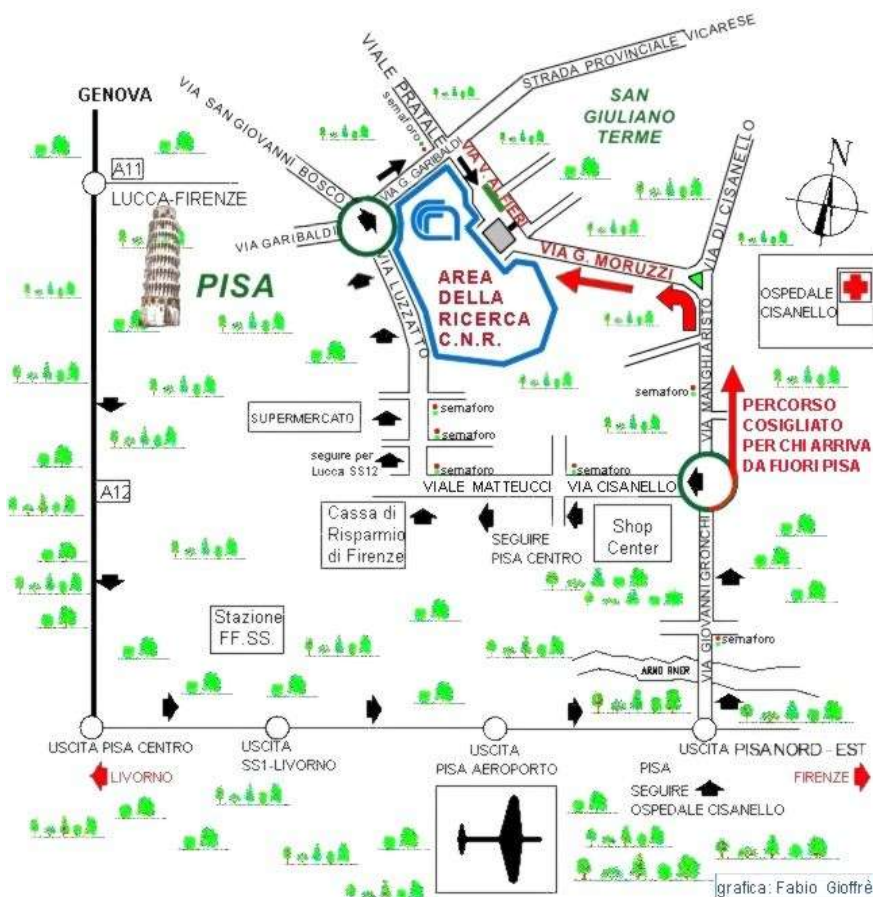 STRADA PROVINCIALE VICARESE
VIALE PRATALE
semaforo
VIA SAN GIOVANNI BOSCO
GENOVA
SAN
GIULIANO
TERME
N
A11
LUCCA-FIRENZE
VIA G. GARIBALDI
VIA V. ALFIERI
VIA GARIBALDI
VIA DI CISANELLO
VIA G. MORUZZI
PISA
VIA LUZZATTO
AREA
DELLA
RICERCA
C.N.R.
OSPEDALE
CISANELLO
VIA MANGHIARISTO
semaforo
PERCORSO
COSIGLIATO
PER CHI ARRIVA
DA FUORI PISA
SUPERMERCATO
semaforo
semaforo
seguire per
Lucca SS12
semaforo
semaforo
VIALE MATTEUCCI
VIA CISANELLO
A12
Cassa di
Risparmio
di Firenze
SEGUIRE
PISA CENTRO
Shop
Center
VIA GIOVANNI GRONCHI
Stazione
FF.SS.
semaforo
ARNO RIVER
USCITA PISA CENTRO
USCITA
SS1-LIVORNO
USCITA
PISA AEROPORTO
USCITA PISANORD-EST
LIVORNO
PISA
SEGUIRE
OSPEDALE CISANELLO
FIRENZE
grafica: Fabio Gioffrè